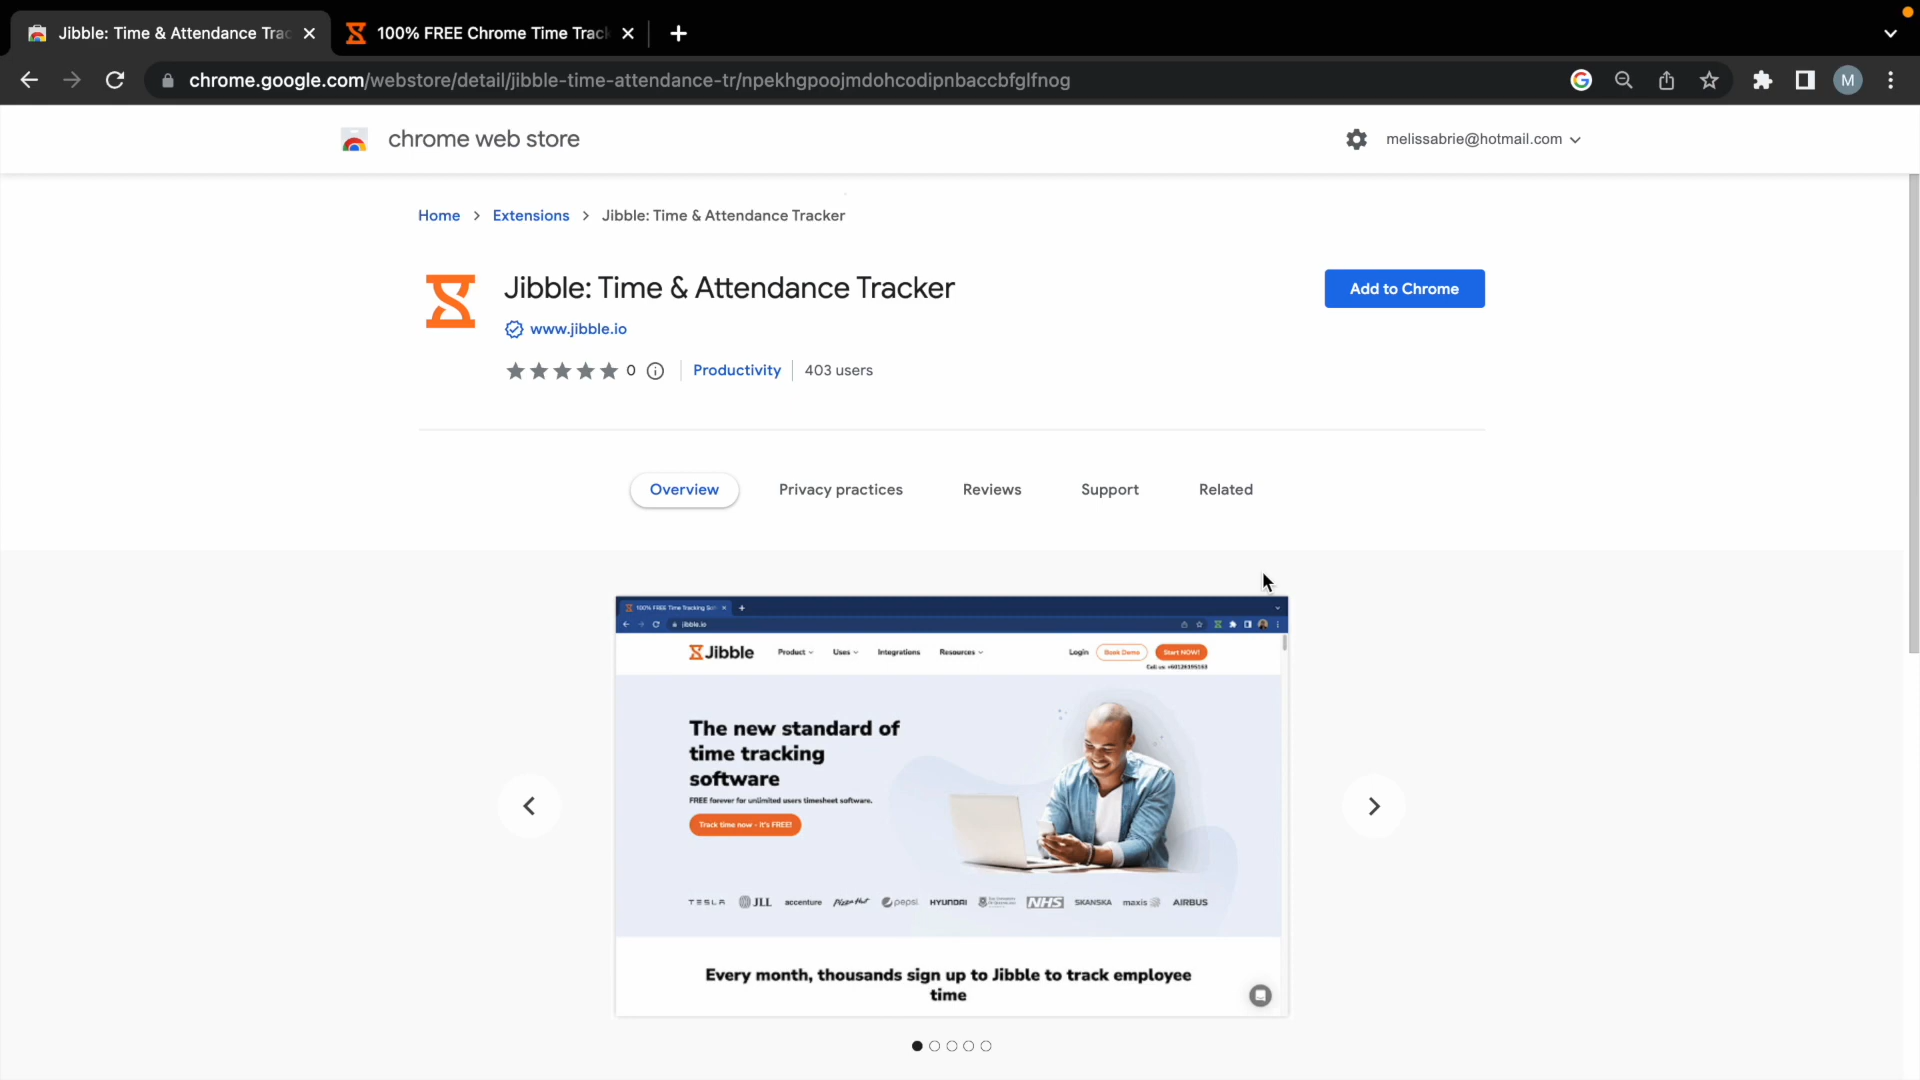 Jibble: Time & Attendance Trac
100% FREE Chrome Time Track
chrome.google.com/webstore/detail/jibble-time-attendance-tr/npekhgpoojmdohcodipnbaccbfglfnog
M
chrome web store
melissabrie@hotmail.com
Home > Extensions > Jibble: Time & Attendance Tracker
Jibble: Time & Attendance Tracker
Add to Chrome
www.jibble.io
0
Productivity
403 users
Overview
Privacy practices
Reviews
Support
Related
100% FREE Time Tracking Soft
jibble.io
Jibble
Product
Uses
Integrations
Resources
Login
Book Demo
Start NOW!
The new standard of
time tracking
software
FREE forever for unlimited users timesheet software.
Track time now - It's FREE!
TESLA
JLL
accenture
Pizza Hut
pepsi
HYUNDAI
NHS
SKANSKA
maxis
AIRBUS
Every month, thousands sign up to Jibble to track employee
time